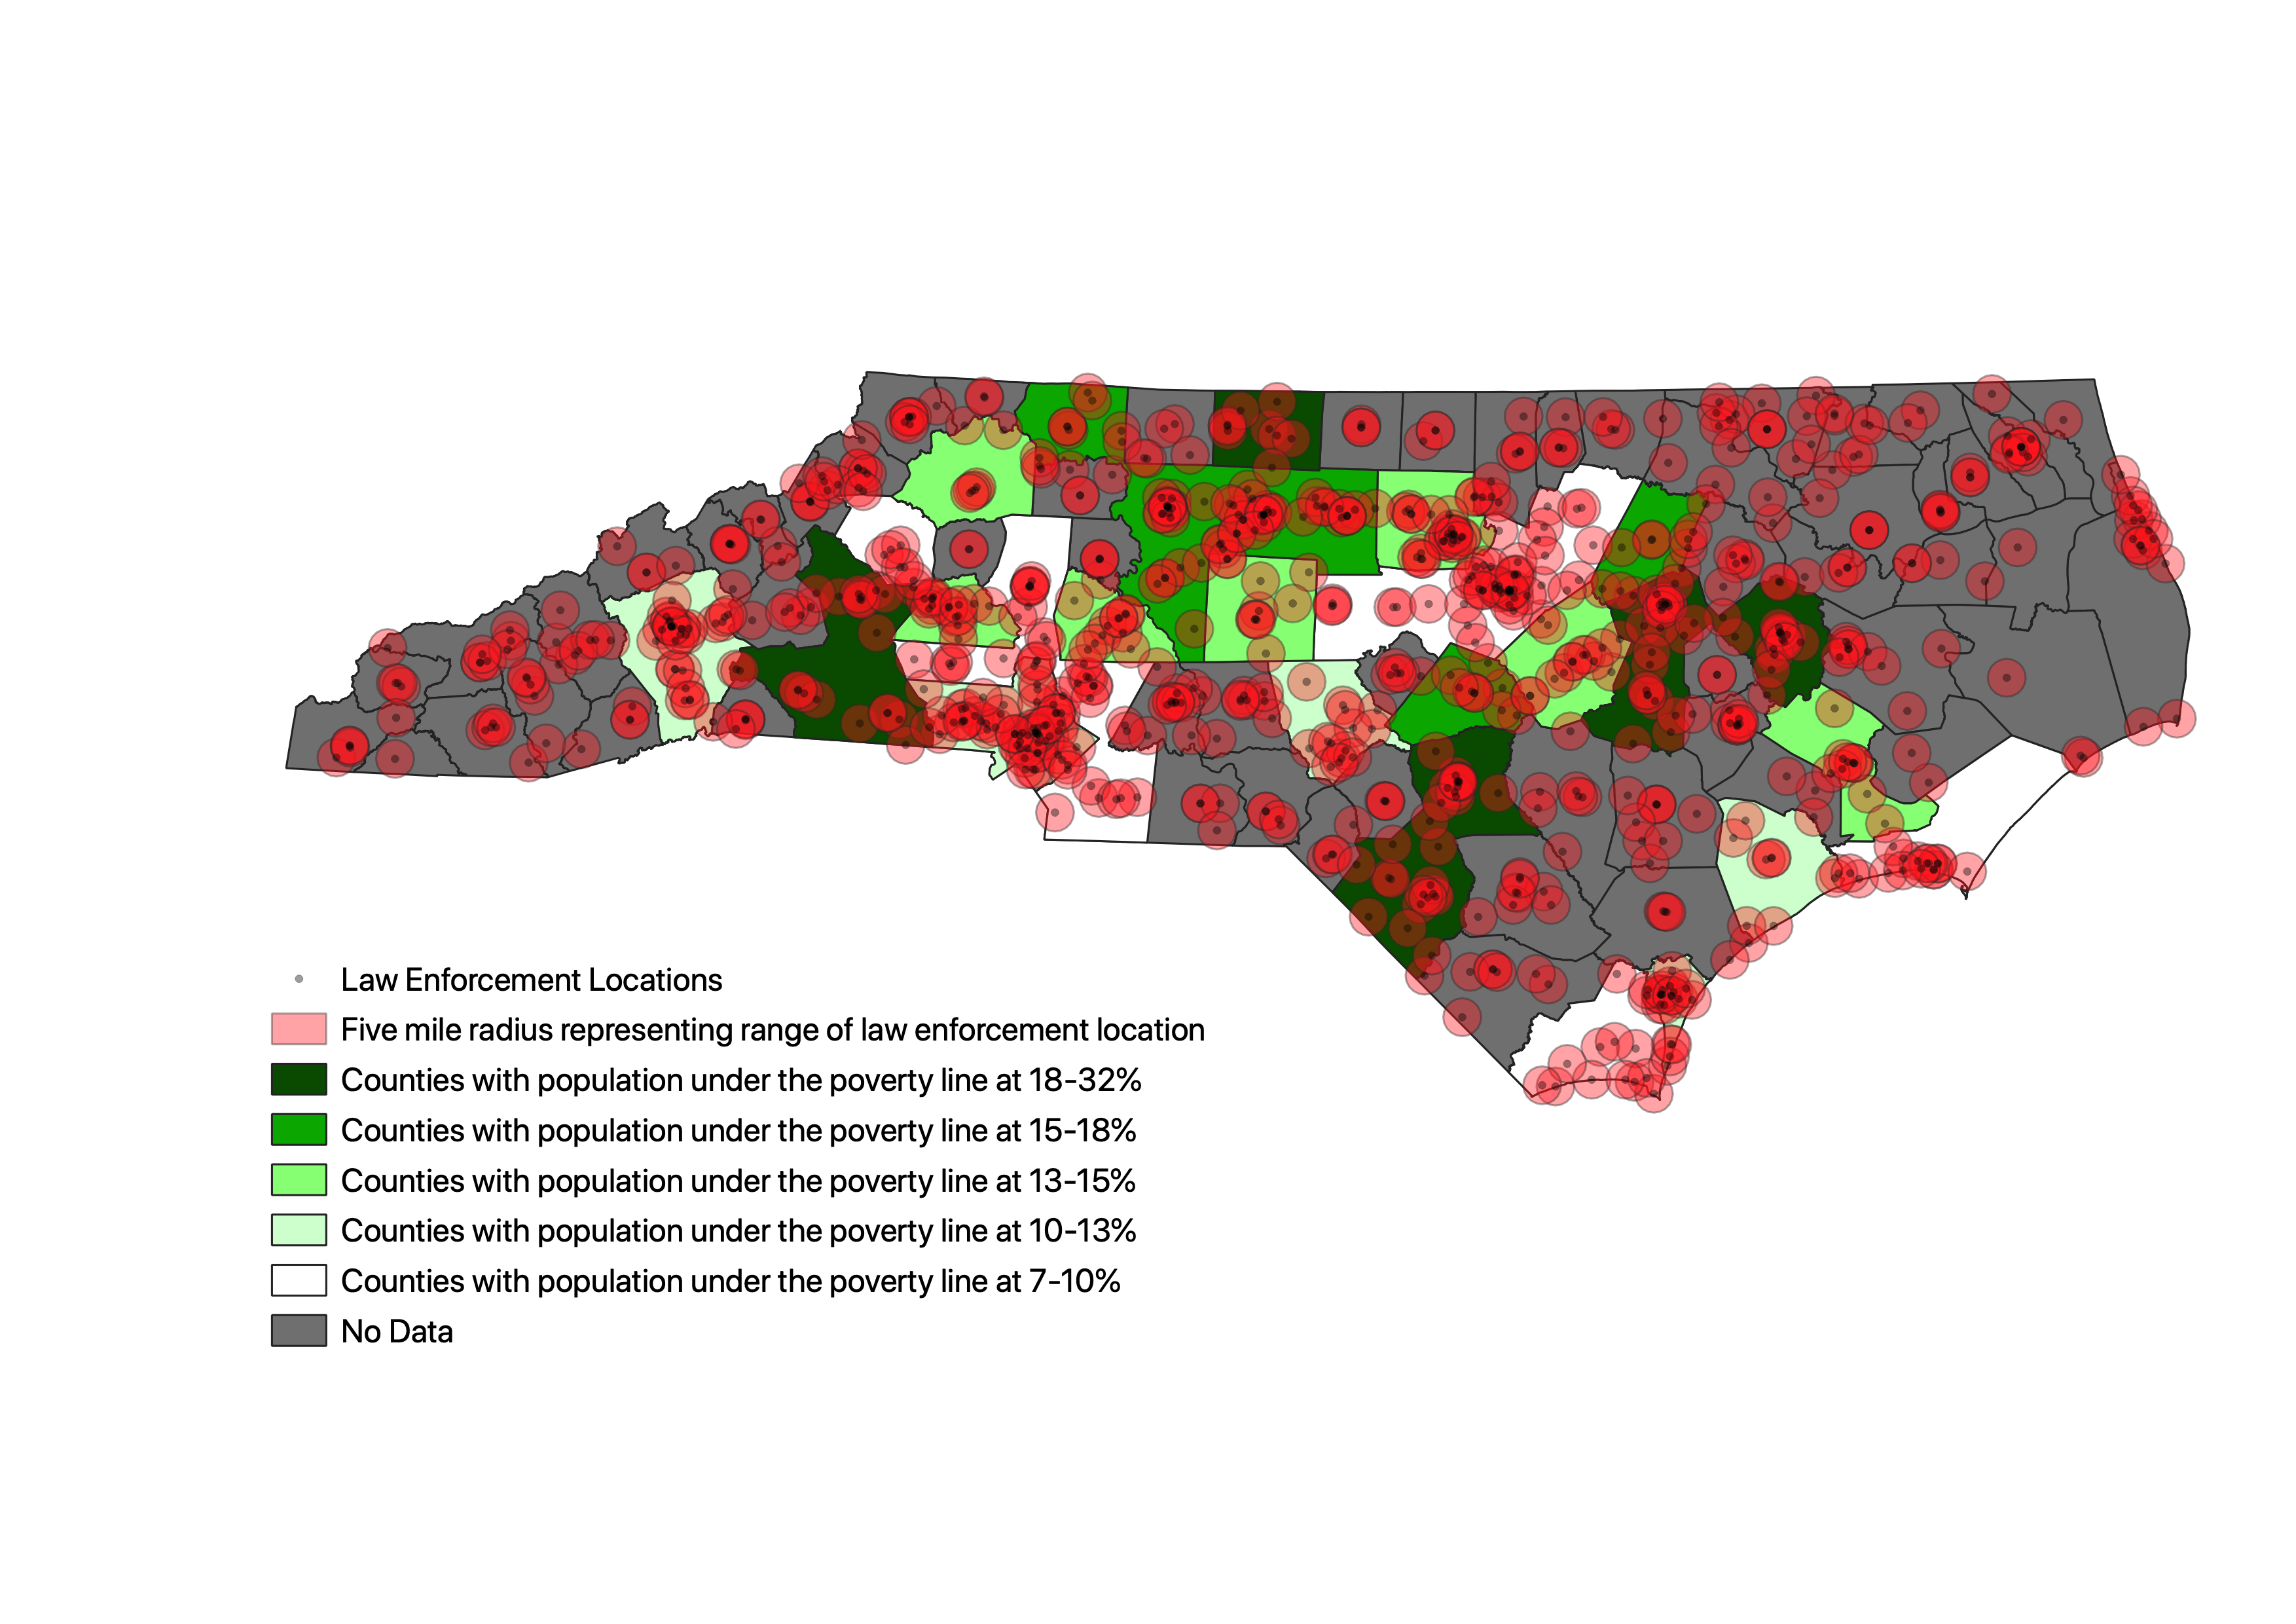 Law Enforcement Locations
Five mile radius representing range of law enforcement location
Counties with population under the poverty line at 18-32%
Counties with population under the poverty line at 15-18%
Counties with population under the poverty line at 13-15%
Counties with population under the poverty line at 10-13%
Counties with population under the poverty line at 7-10%
No Data